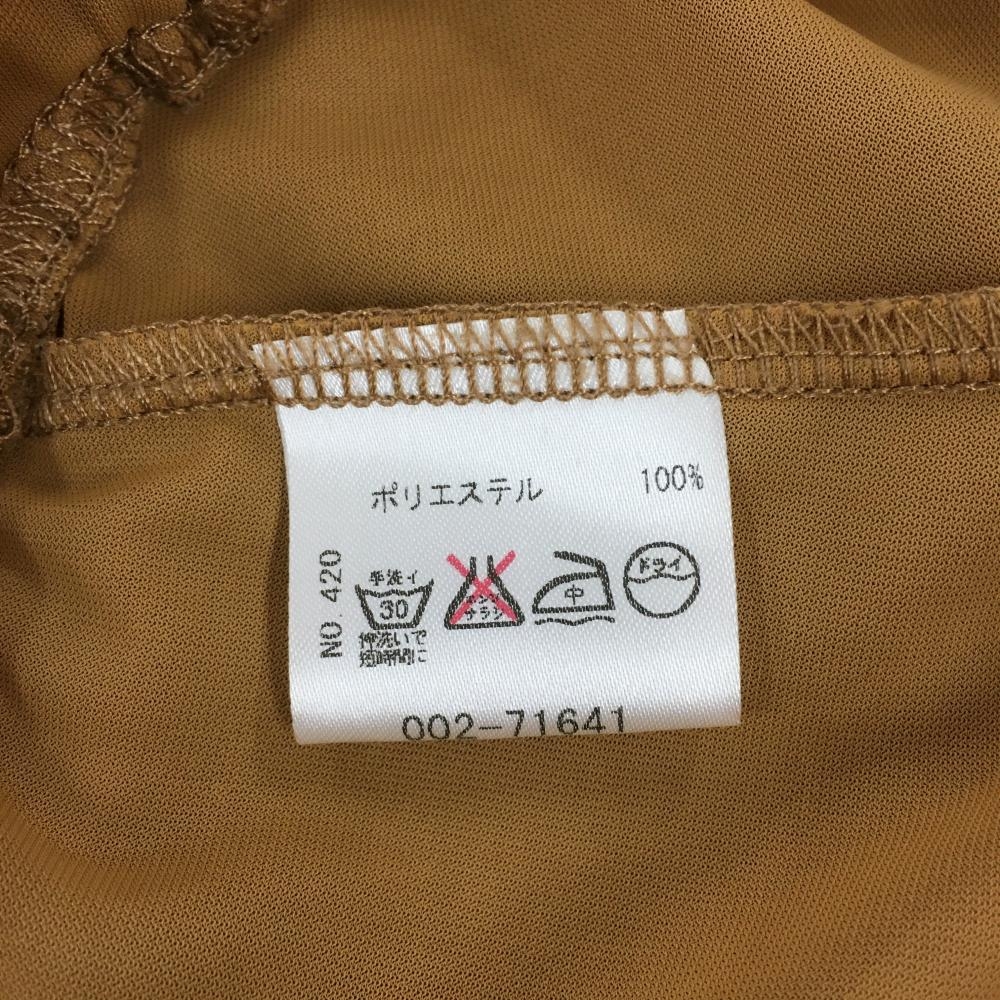 ポリエステル 100%
NO. 420
手洗イ
30
押洗いで
短時間に
エンソ
サラシ
中
ドライ
002-71641